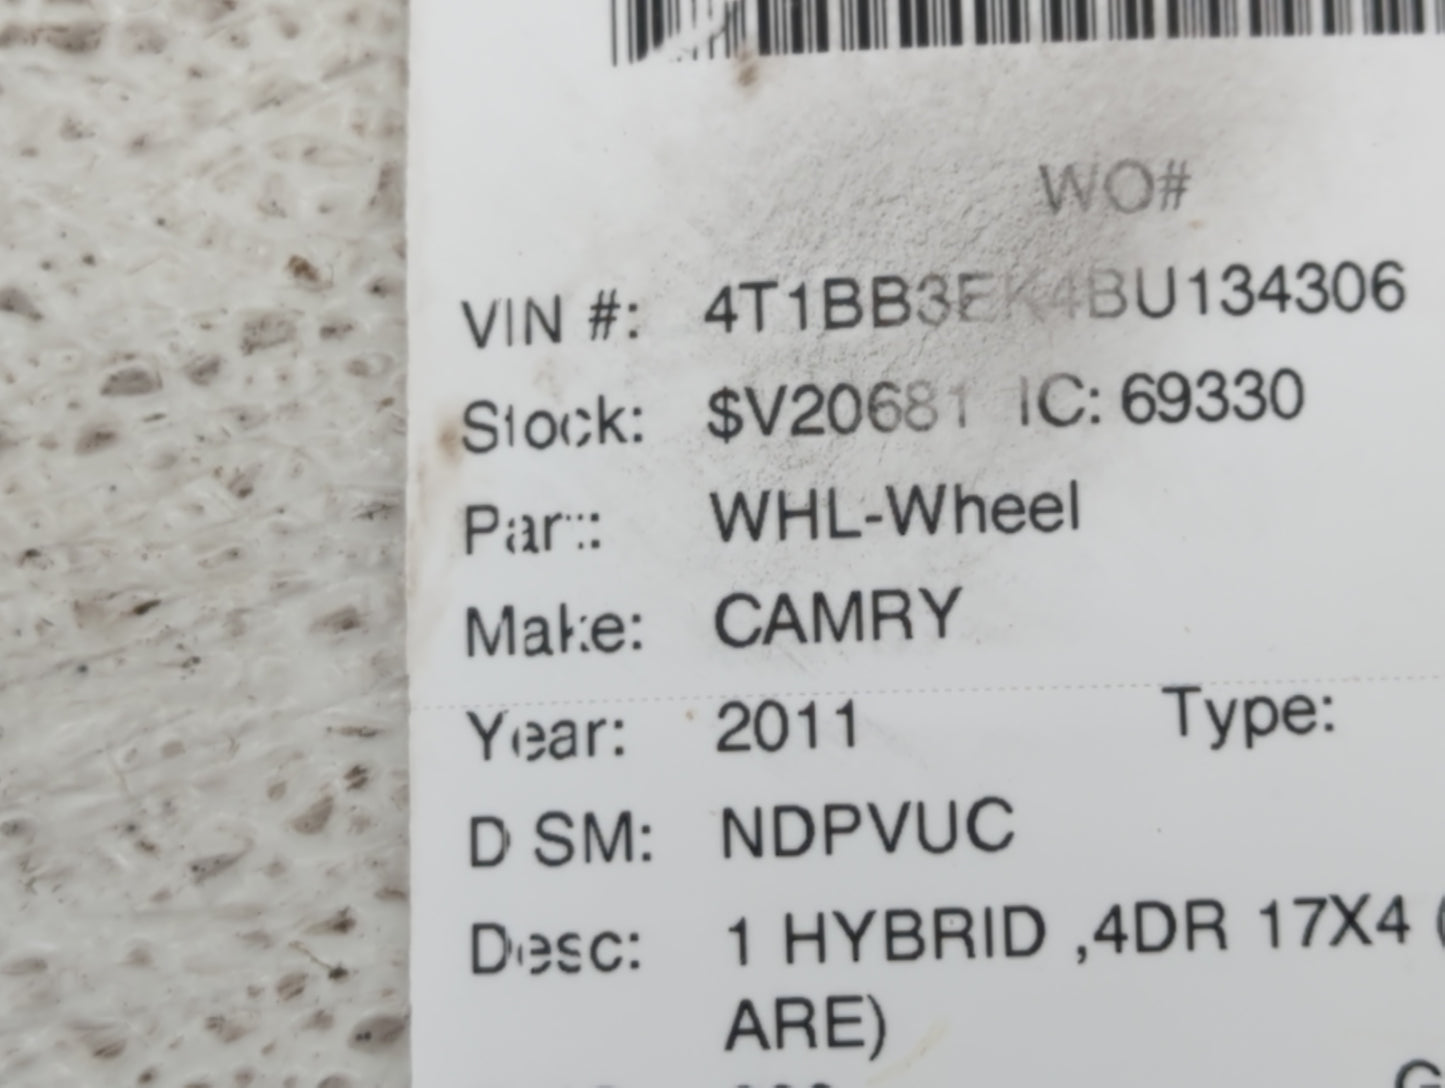 WO#
VIN #: 4T1BB3EK4BU134306
Stock: $V20681 IC: 69330
Part: WHL-Wheel
Make: CAMRY
Year: 2011 Type:
D SM: NDPVUC
Desc: 1 HYBRID ,4DR 17X4 (
ARE)